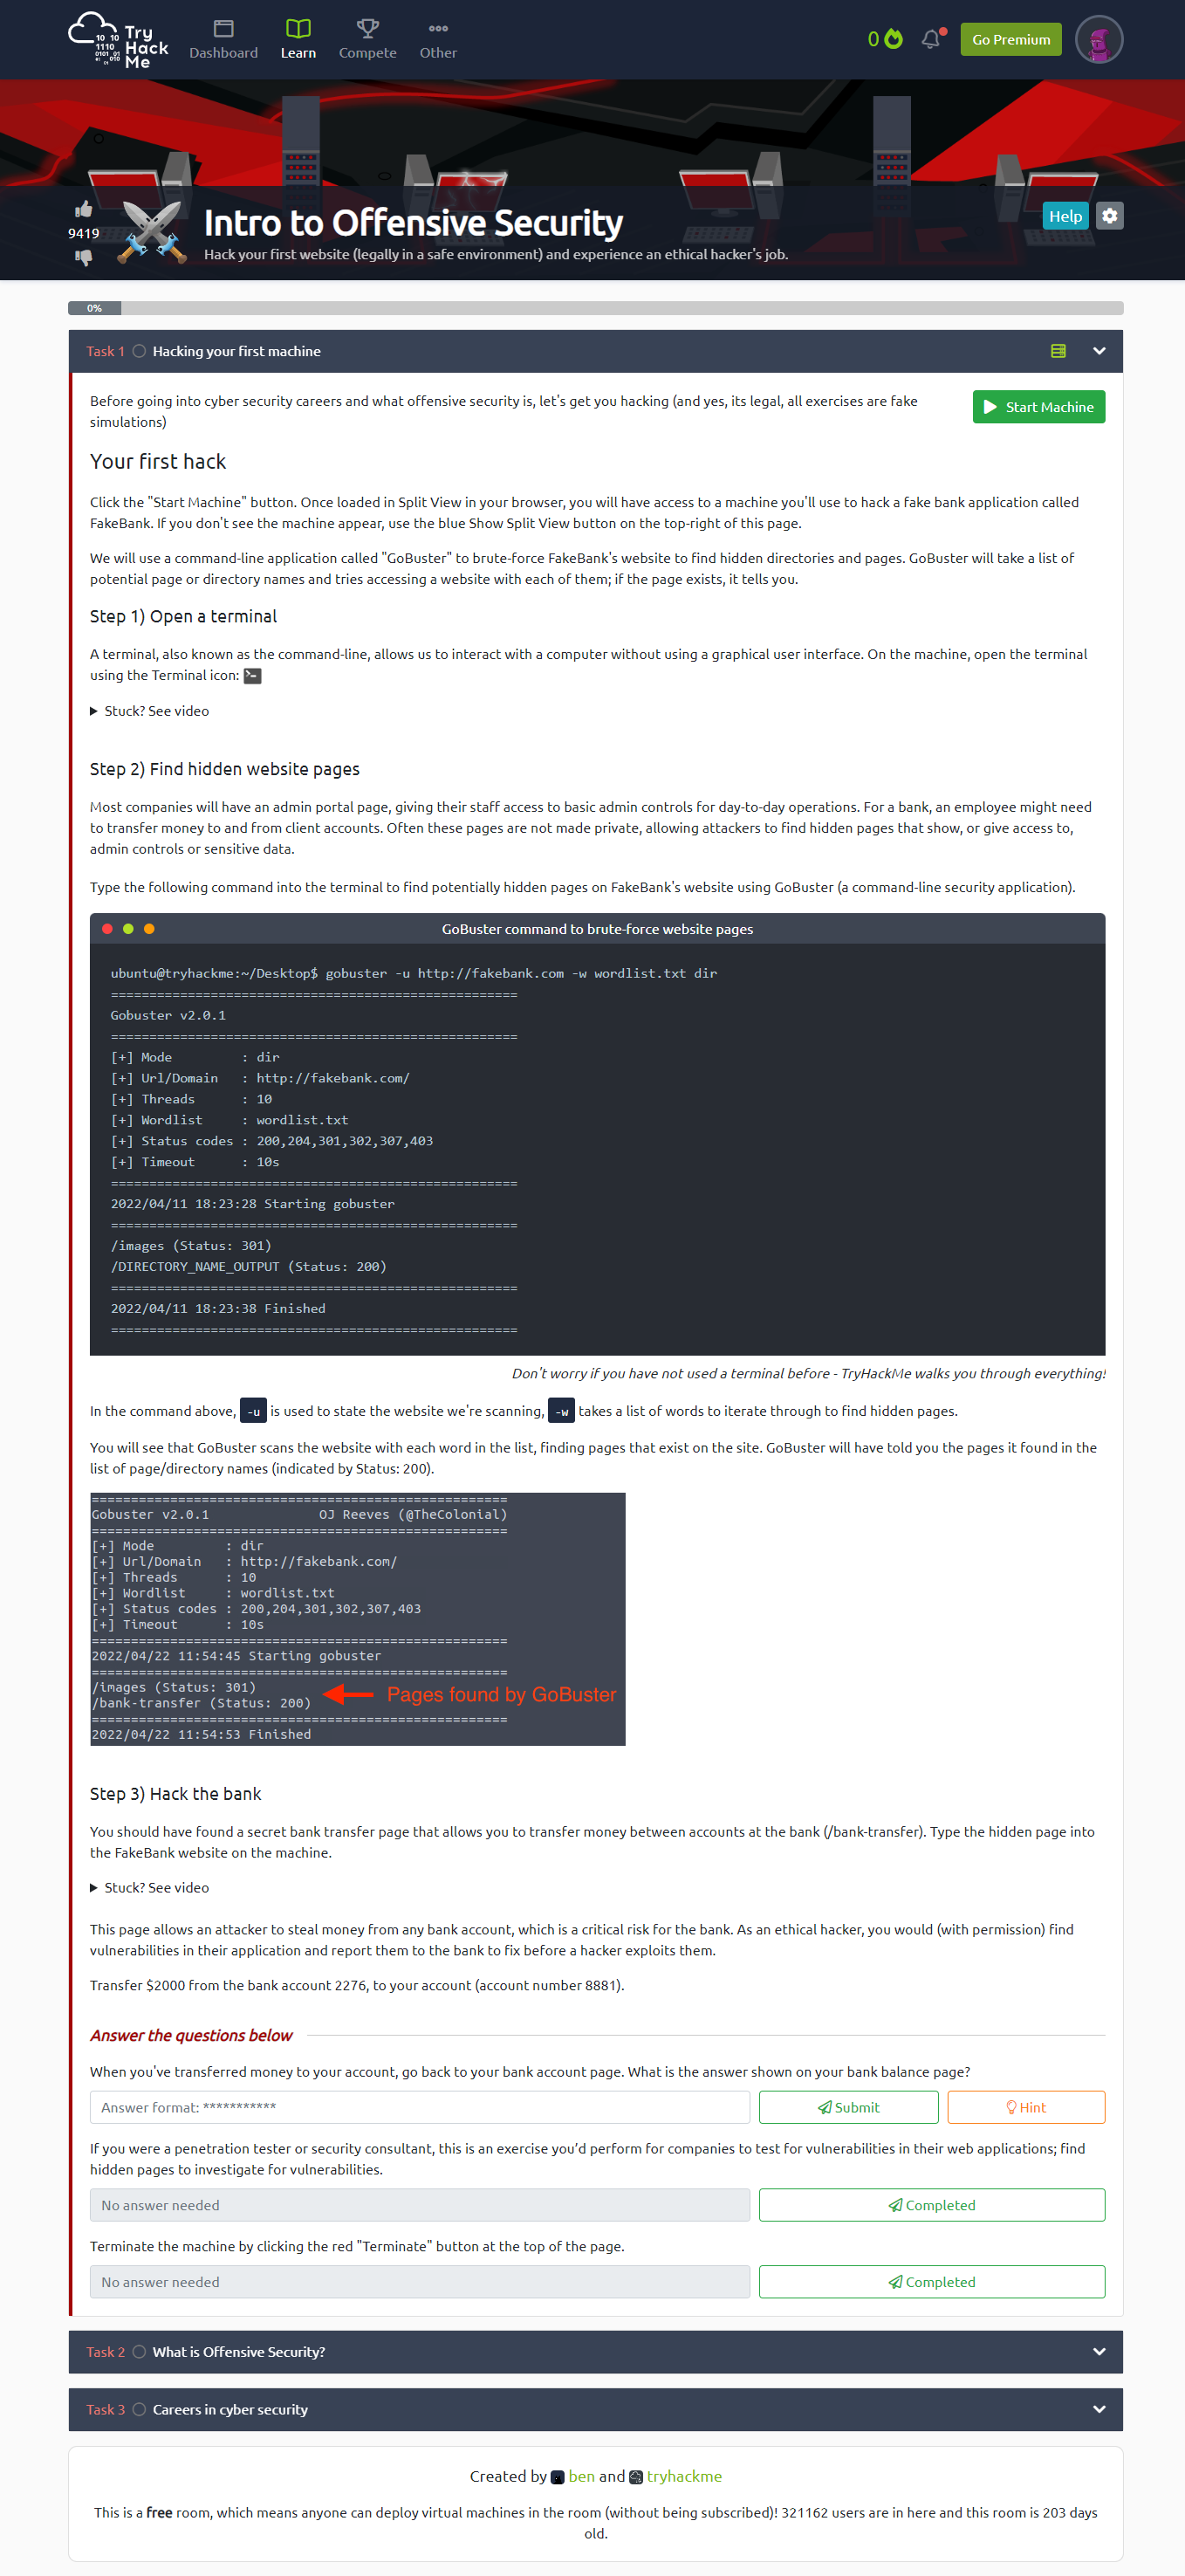 Try
Hack
Me
10 10
1110
0101 01
01 010
Dashboard
Learn
Compete
Other
0
Go Premium
9419
Intro to Offensive Security
Hack your first website (legally in a safe environment) and experience an ethical hacker's job.
Help
0%
Task 1 Hacking your first machine
Before going into cyber security careers and what offensive security is, let's get you hacking (and yes, its legal, all exercises are fake
simulations)
Start Machine
Your first hack
Click the "Start Machine" button. Once loaded in Split View in your browser, you will have access to a machine you'll use to hack a fake bank application called
FakeBank. If you don't see the machine appear, use the blue Show Split View button on the top-right of this page.
We will use a command-line application called "GoBuster" to brute-force FakeBank's website to find hidden directories and pages. GoBuster will take a list of
potential page or directory names and tries accessing a website with each of them; if the page exists, it tells you.
Step 1) Open a terminal
A terminal, also known as the command-line, allows us to interact with a computer without using a graphical user interface. On the machine, open the terminal
using the Terminal icon:
Stuck? See video
Step 2) Find hidden website pages
Most companies will have an admin portal page, giving their staff access to basic admin controls for day-to-day operations. For a bank, an employee might need
to transfer money to and from client accounts. Often these pages are not made private, allowing attackers to find hidden pages that show, or give access to,
admin controls or sensitive data.
Type the following command into the terminal to find potentially hidden pages on FakeBank's website using GoBuster (a command-line security application).
GoBuster command to brute-force website pages
ubuntu@tryhackme:~/Desktop$ gobuster -u http://fakebank.com -w wordlist.txt dir
=====================================================
Gobuster v2.0.1
=====================================================
[+] Mode         : dir
[+] Url/Domain   : http://fakebank.com/
[+] Threads      : 10
[+] Wordlist     : wordlist.txt
[+] Status codes : 200,204,301,302,307,403
[+] Timeout      : 10s
=====================================================
2022/04/11 18:23:28 Starting gobuster
=====================================================
/images (Status: 301)
/DIRECTORY_NAME_OUTPUT (Status: 200)
=====================================================
2022/04/11 18:23:38 Finished
=====================================================
Don't worry if you have not used a terminal before - TryHackMe walks you through everything!
In the command above, -u is used to state the website we're scanning, -w takes a list of words to iterate through to find hidden pages.
You will see that GoBuster scans the website with each word in the list, finding pages that exist on the site. GoBuster will have told you the pages it found in the
list of page/directory names (indicated by Status: 200).
=====================================================
Gobuster v2.0.1              OJ Reeves (@TheColonial)
=====================================================
[+] Mode         : dir
[+] Url/Domain   : http://fakebank.com/
[+] Threads      : 10
[+] Wordlist     : wordlist.txt
[+] Status codes : 200,204,301,302,307,403
[+] Timeout      : 10s
=====================================================
2022/04/22 11:54:45 Starting gobuster
=====================================================
/images (Status: 301)
/bank-transfer (Status: 200)
Pages found by GoBuster
=====================================================
2022/04/22 11:54:53 Finished
Step 3) Hack the bank
You should have found a secret bank transfer page that allows you to transfer money between accounts at the bank (/bank-transfer). Type the hidden page into
the FakeBank website on the machine.
Stuck? See video
This page allows an attacker to steal money from any bank account, which is a critical risk for the bank. As an ethical hacker, you would (with permission) find
vulnerabilities in their application and report them to the bank to fix before a hacker exploits them.
Transfer $2000 from the bank account 2276, to your account (account number 8881).
Answer the questions below
When you've transferred money to your account, go back to your bank account page. What is the answer shown on your bank balance page?
Answer format: ***********
Submit
Hint
If you were a penetration tester or security consultant, this is an exercise you’d perform for companies to test for vulnerabilities in their web applications; find
hidden pages to investigate for vulnerabilities.
No answer needed
Completed
Terminate the machine by clicking the red "Terminate" button at the top of the page.
No answer needed
Completed
Task 2 What is Offensive Security?
Task 3 Careers in cyber security
Created by ben and tryhackme
This is a free room, which means anyone can deploy virtual machines in the room (without being subscribed)! 321162 users are in here and this room is 203 days
old.